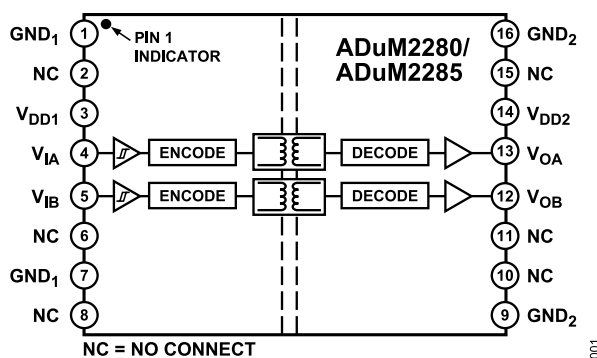 GND1 1
PIN 1
INDICATOR
ADuM2280/
ADuM2285
16 GND2
NC 2
15 NC
VDD1 3
14 VDD2
VIA 4
ENCODE
DECODE
13 VOA
VIB 5
ENCODE
DECODE
12 VOB
NC 6
11 NC
GND1 7
10 NC
NC 8
9 GND2
NC = NO CONNECT
001